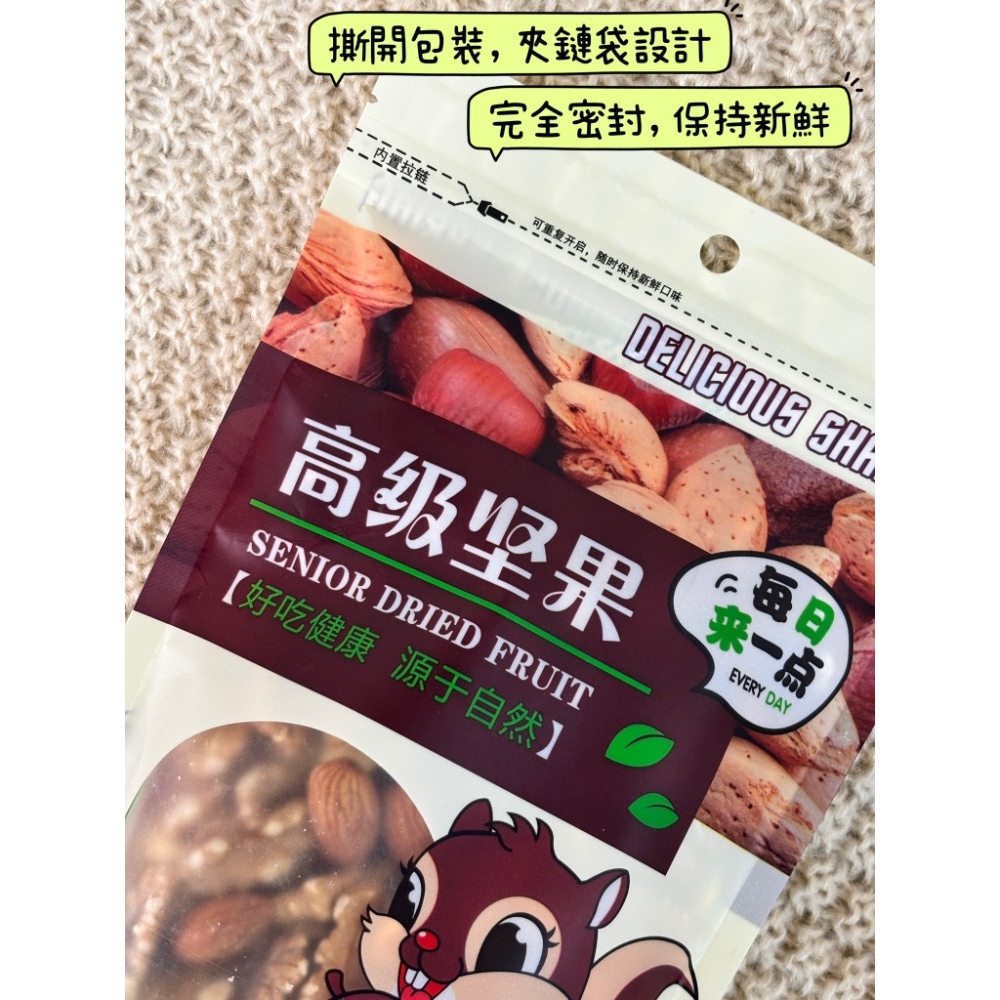 撕開包裝，夾鏈袋設計
完全密封，保持新鮮
内置拉链
可重复开启，随时保持新鲜口味
DELICIOUS
高级坚果
SENIOR DRIED FRUIT
【好吃健康 源于自然】
每日
来一点
EVERY DAY